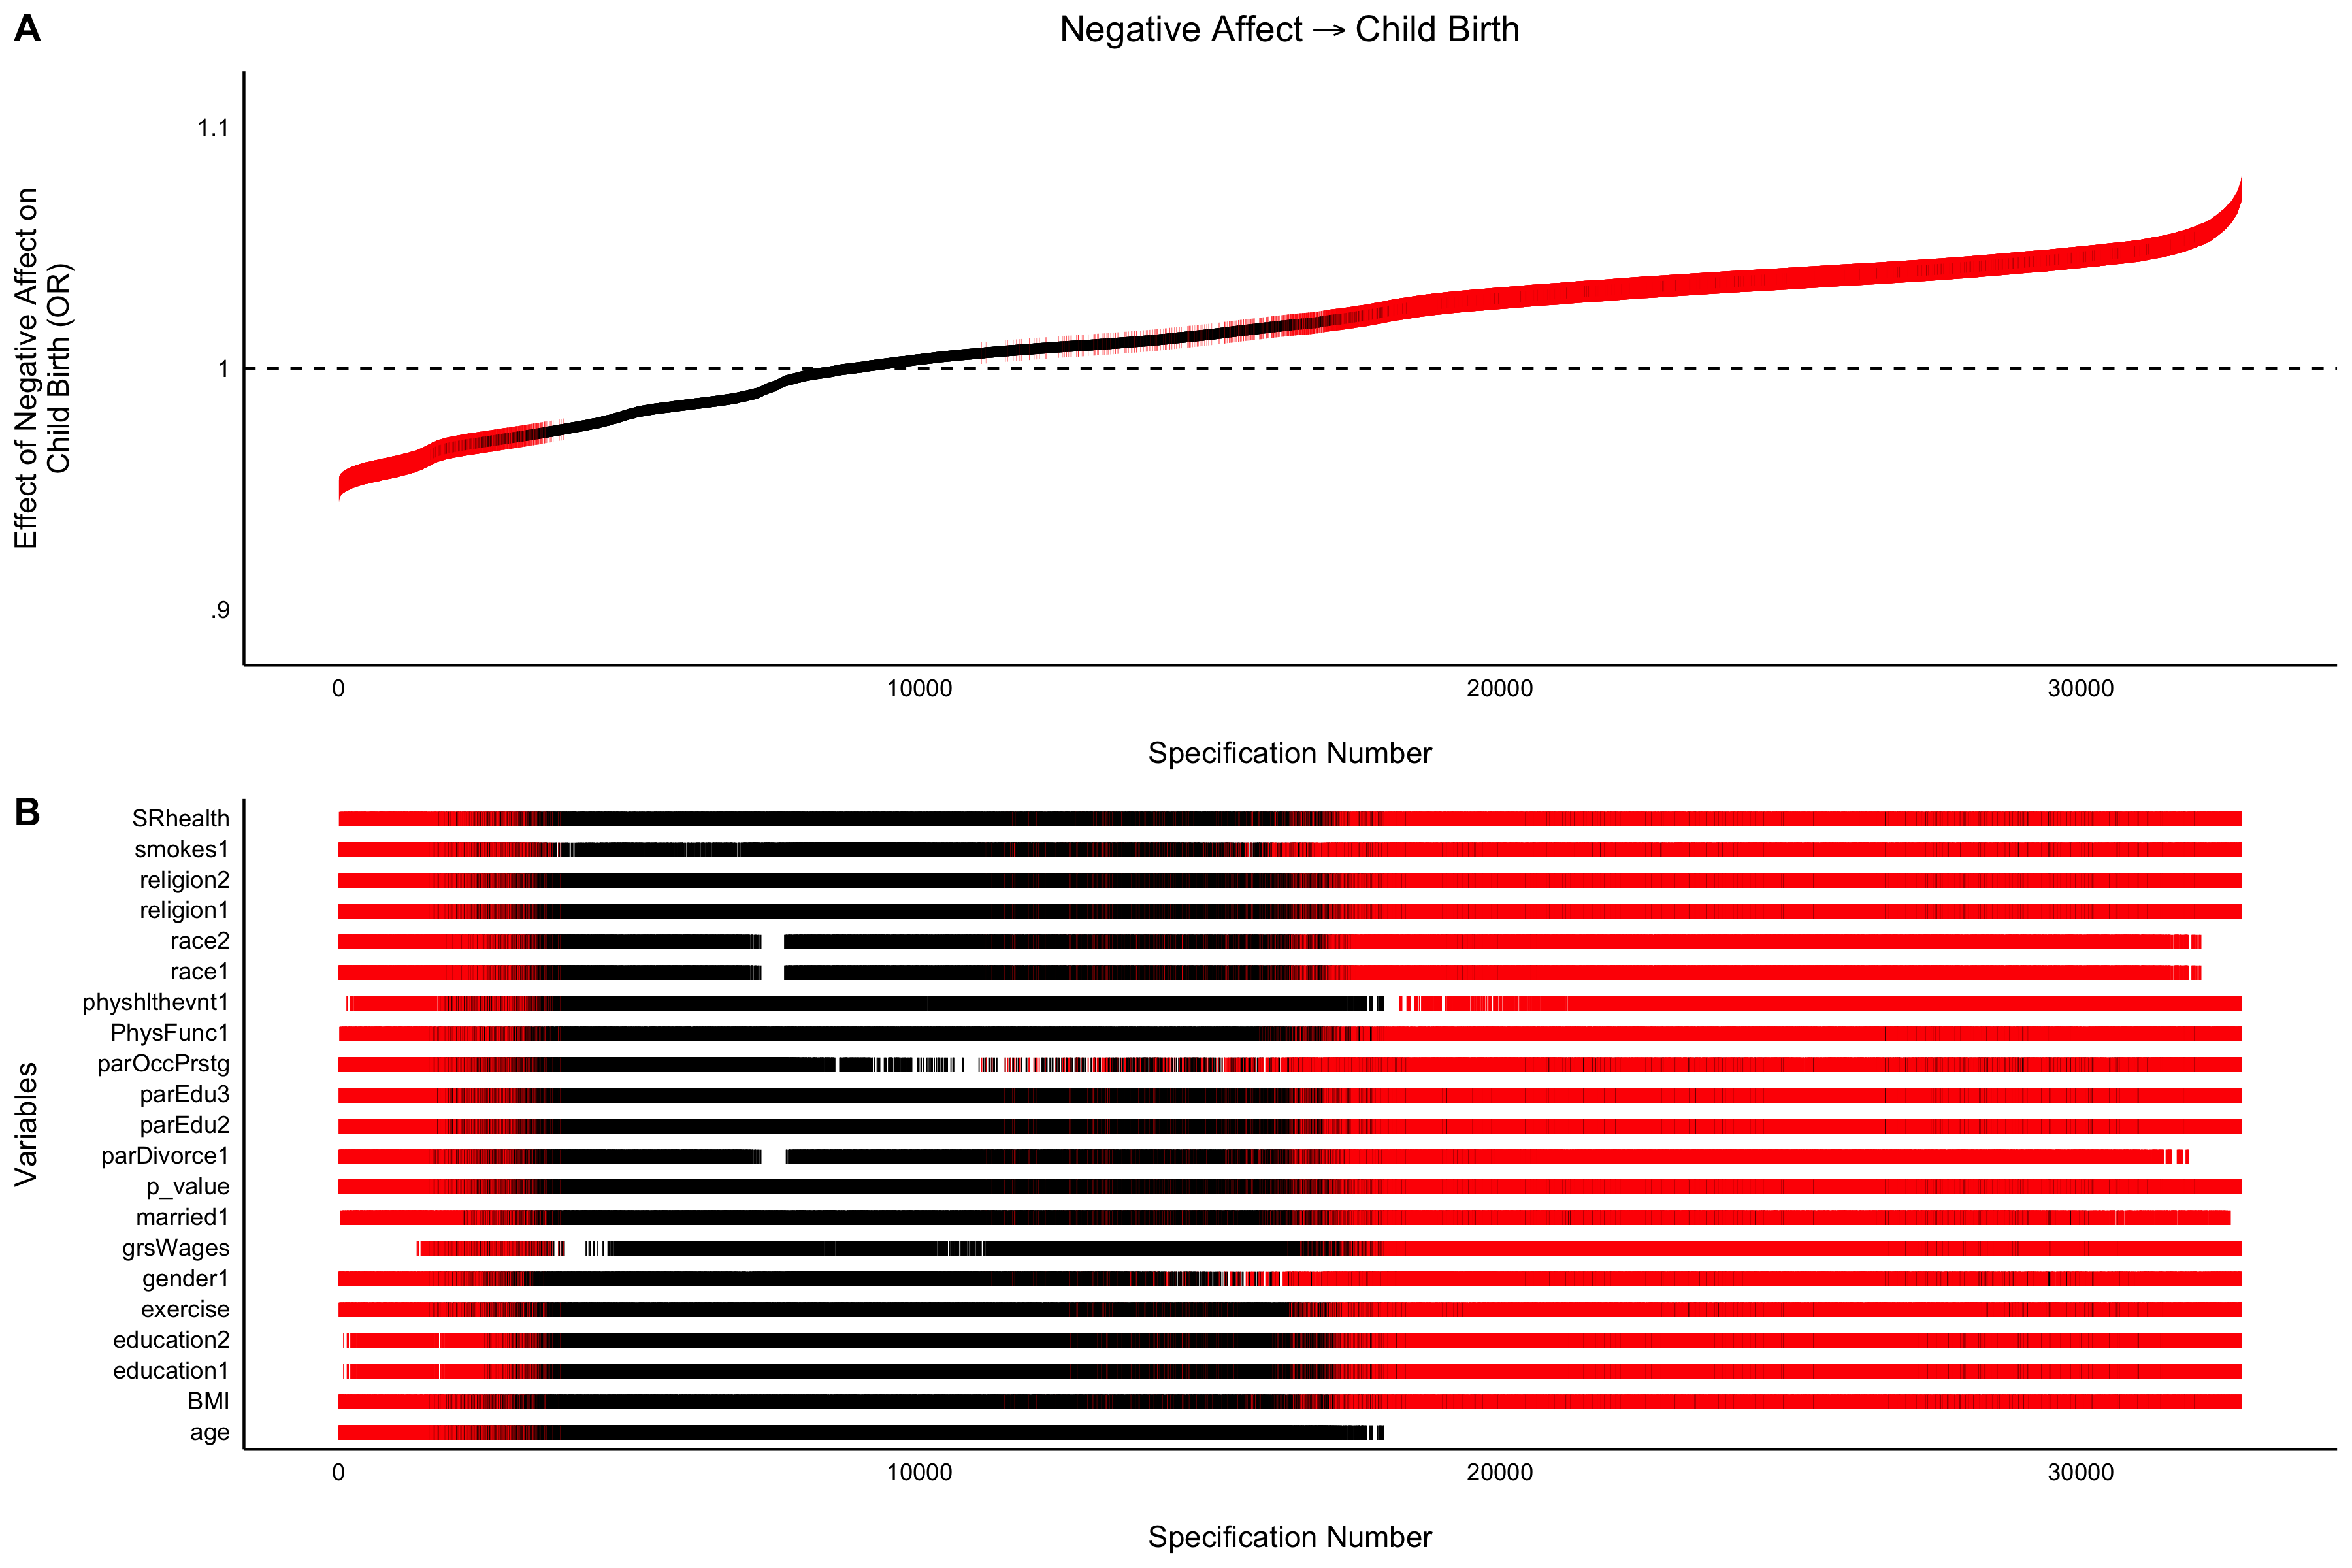 A
Negative Affect → Child Birth
Effect of Negative Affect on
Child Birth (OR)
1.1
1
.9
0 10000 20000 30000
Specification Number
B
Variables
SRhealth
smokes1
religion2
religion1
race2
race1
physhlthevnt1
PhysFunc1
parOccPrstg
parEdu3
parEdu2
parDivorce1
p_value
married1
grsWages
gender1
exercise
education2
education1
BMI
age
0 10000 20000 30000
Specification Number